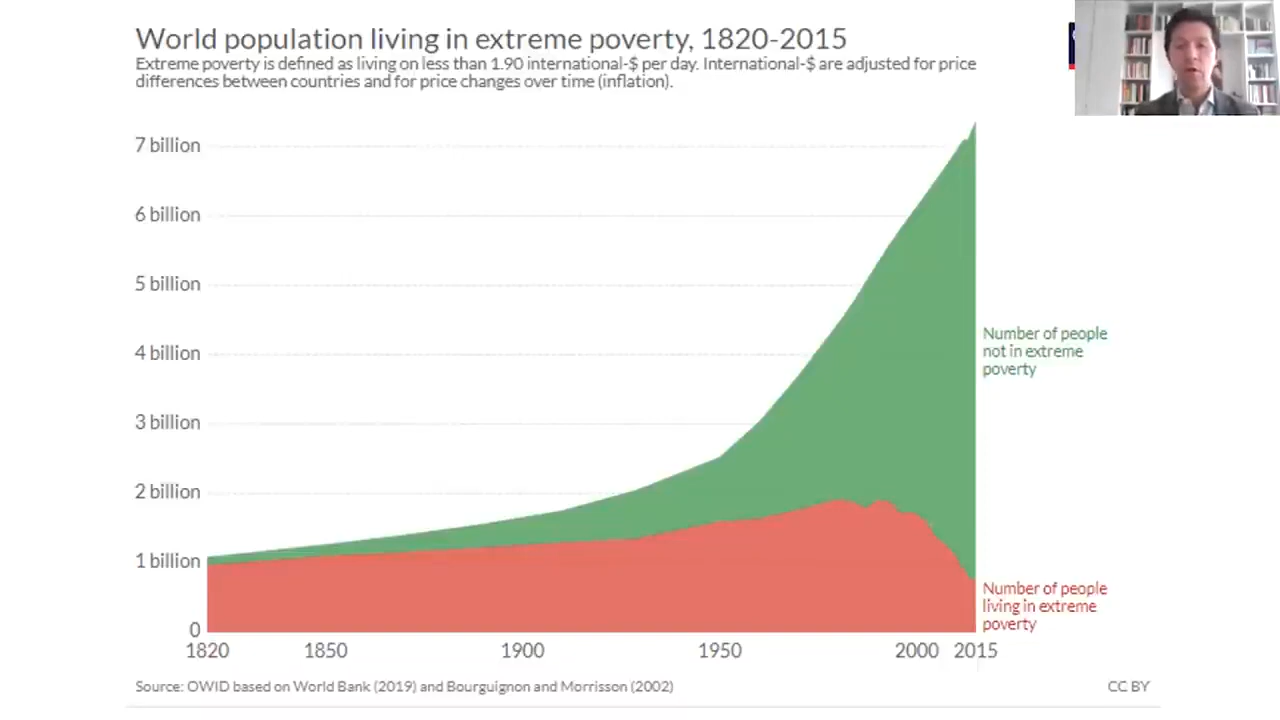 World population living in extreme poverty, 1820-2015
Extreme poverty is defined as living on less than 1.90 international-$ per day. International-$ are adjusted for price
differences between countries and for price changes over time (inflation).
7 billion
6 billion
5 billion
4 billion
3 billion
2 billion
1 billion
0
Number of people
not in extreme
poverty
Number of people
living in extreme
poverty
1820 1850 1900 1950 2000 2015
Source: OWID based on World Bank (2019) and Bourguignon and Morrisson (2002)
CC BY